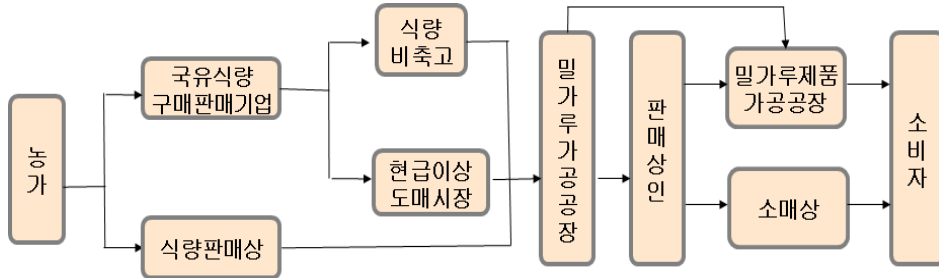 농가
국유식량
구매판매기업
식량판매상
식량
비축고
현급이상
도매시장
밀가루가공공장
판매상인
밀가루제품
가공공장
소매상
소비자